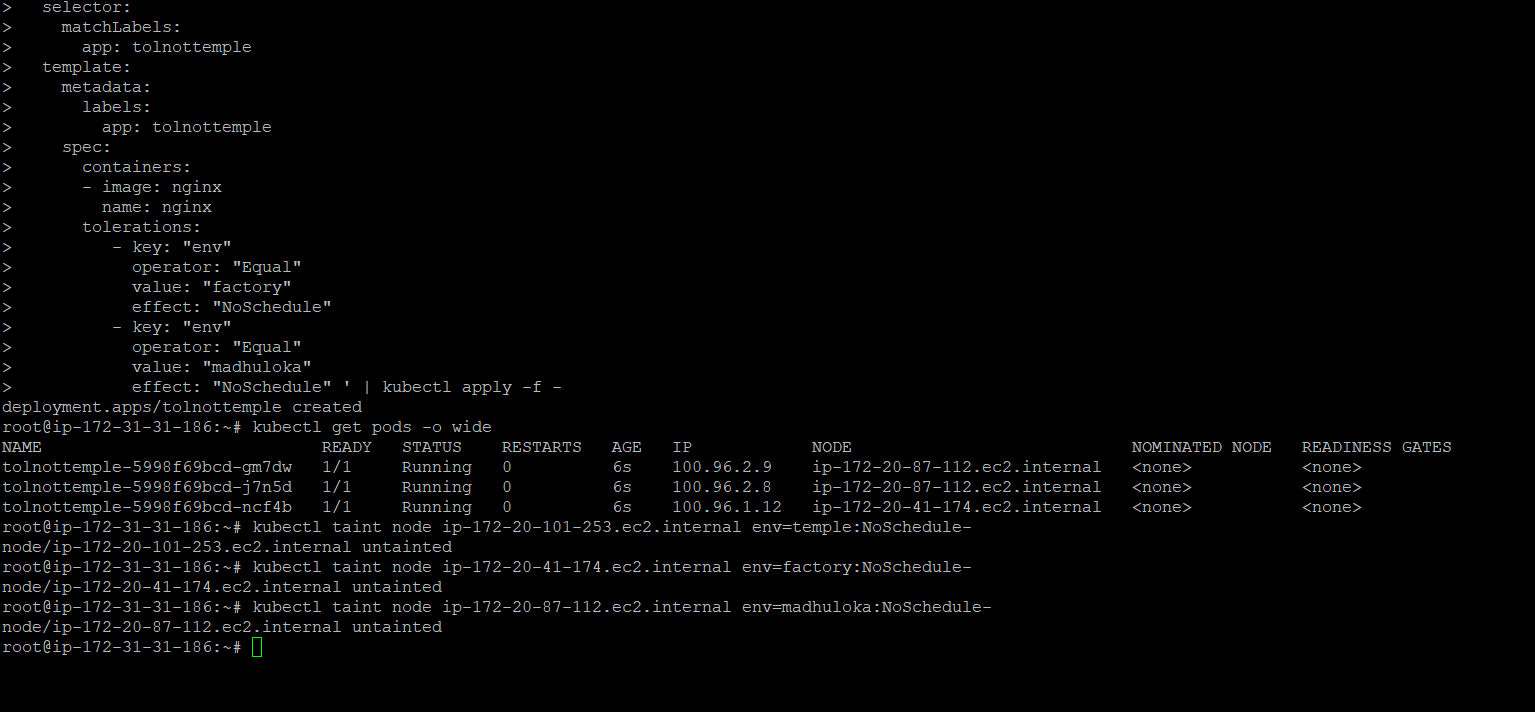 >   selector:
>     matchLabels:
>       app: tolnottemple
>   template:
>     metadata:
>       labels:
>         app: tolnottemple
>     spec:
>       containers:
>       - image: nginx
>         name: nginx
>       tolerations:
>          - key: "env"
>            operator: "Equal"
>            value: "factory"
>            effect: "NoSchedule"
>          - key: "env"
>            operator: "Equal"
>            value: "madhuloka"
>            effect: "NoSchedule" ' | kubectl apply -f -
deployment.apps/tolnottemple created
root@ip-172-31-31-186:~# kubectl get pods -o wide
NAME                            READY   STATUS    RESTARTS   AGE   IP            NODE                            NOMINATED NODE   READINESS GATES
tolnottemple-5998f69bcd-gm7dw   1/1     Running   0          6s    100.96.2.9    ip-172-20-87-112.ec2.internal   <none>           <none>
tolnottemple-5998f69bcd-j7n5d   1/1     Running   0          6s    100.96.2.8    ip-172-20-87-112.ec2.internal   <none>           <none>
tolnottemple-5998f69bcd-ncf4b   1/1     Running   0          6s    100.96.1.12   ip-172-20-41-174.ec2.internal   <none>           <none>
root@ip-172-31-31-186:~# kubectl taint node ip-172-20-101-253.ec2.internal env=temple:NoSchedule-
node/ip-172-20-101-253.ec2.internal untainted
root@ip-172-31-31-186:~# kubectl taint node ip-172-20-41-174.ec2.internal env=factory:NoSchedule-
node/ip-172-20-41-174.ec2.internal untainted
root@ip-172-31-31-186:~# kubectl taint node ip-172-20-87-112.ec2.internal env=madhuloka:NoSchedule-
node/ip-172-20-87-112.ec2.internal untainted
root@ip-172-31-31-186:~#